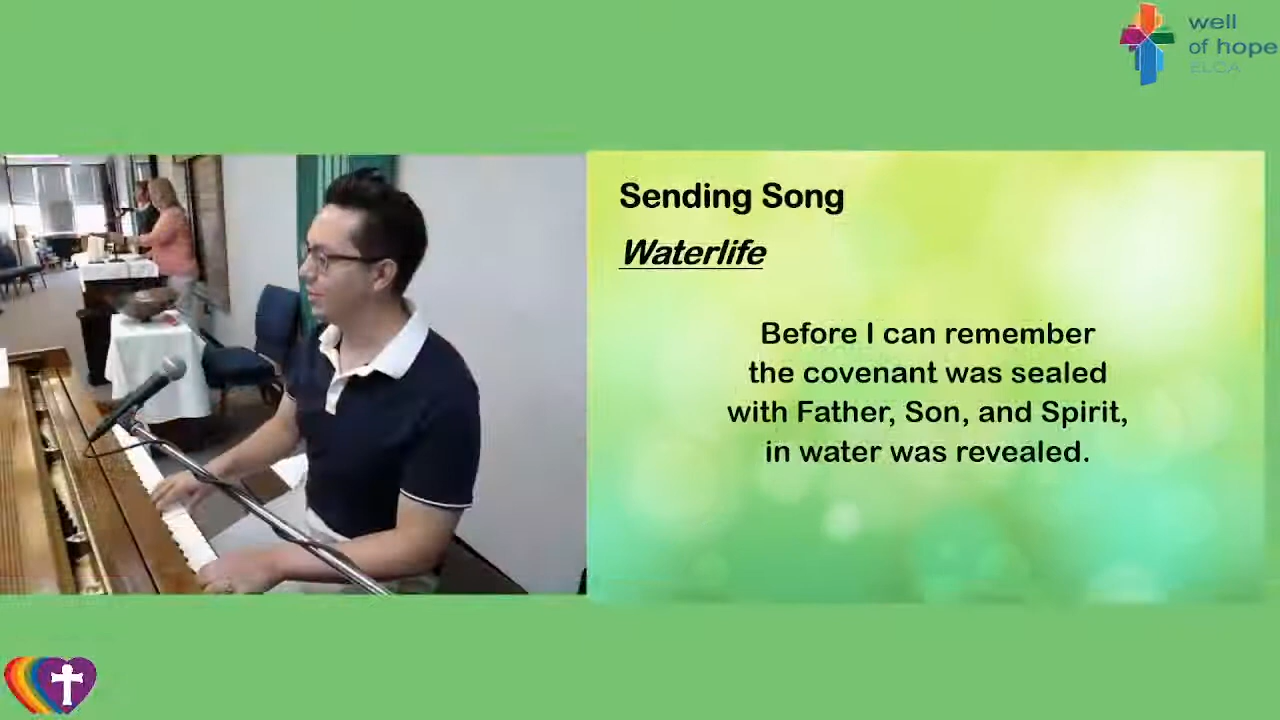 well
of hope
ELCA
Sending Song
Waterlife
Before I can remember
the covenant was sealed
with Father, Son, and Spirit,
in water was revealed.